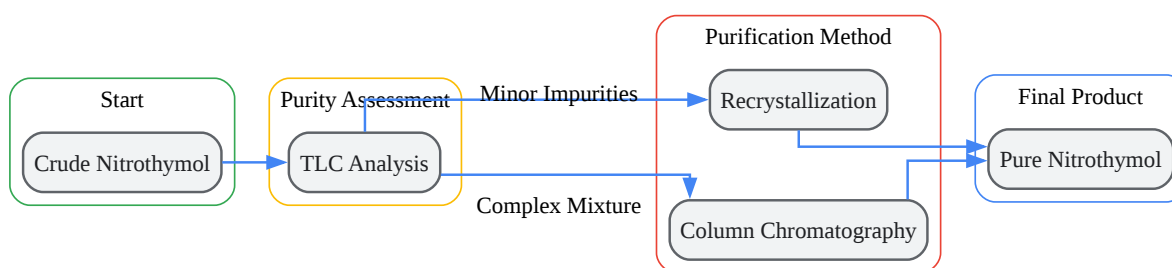 Start
Crude Nitrothymol
Purity Assessment
TLC Analysis
Minor Impurities
Complex Mixture
Purification Method
Recrystallization
Column Chromatography
Final Product
Pure Nitrothymol